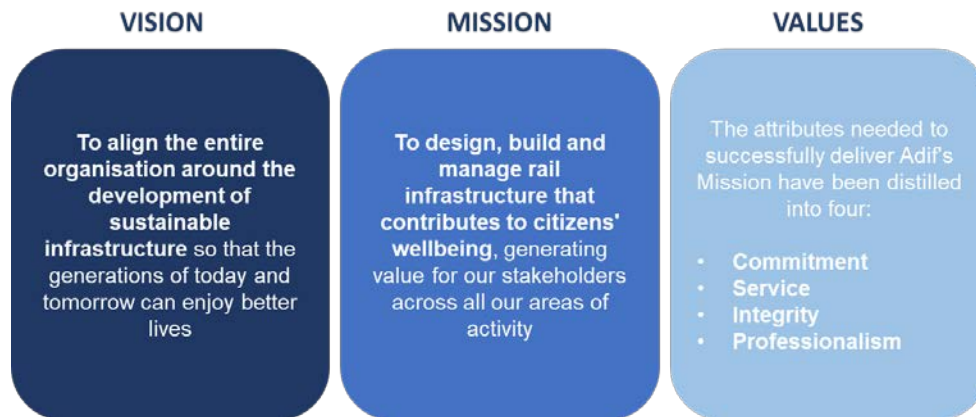 VISION
To align the entire
organisation around the
development of
sustainable
infrastructure so that the
generations of today and
tomorrow can enjoy better
lives
MISSION
To design, build and
manage rail
infrastructure that
contributes to citizens'
wellbeing, generating
value for our stakeholders
across all our areas of
activity
VALUES
The attributes needed to
successfully deliver Adif's
Mission have been distilled
into four:
• Commitment
• Service
• Integrity
• Professionalism